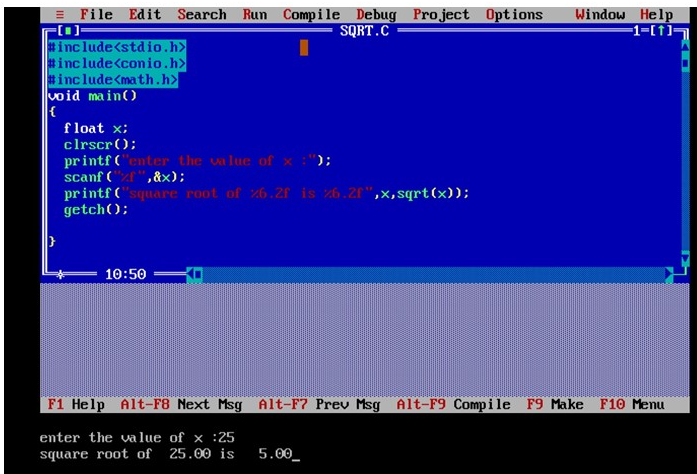 ≡ File Edit Search Run Compile Debug Project Options Window Help
[■] SQRT.C 1=[↑]
#include<stdio.h>
#include<conio.h>
#include<math.h>
void main()
{
float x;
clrscr();
printf("enter the value of x :");
scanf("%f",&x);
printf("square root of %6.2f is %6.2f",x,sqrt(x));
getch();
}
* 10:50
F1 Help Alt-F8 Next Msg Alt-F7 Prev Msg Alt-F9 Compile F9 Make F10 Menu
enter the value of x :25
square root of  25.00 is   5.00_